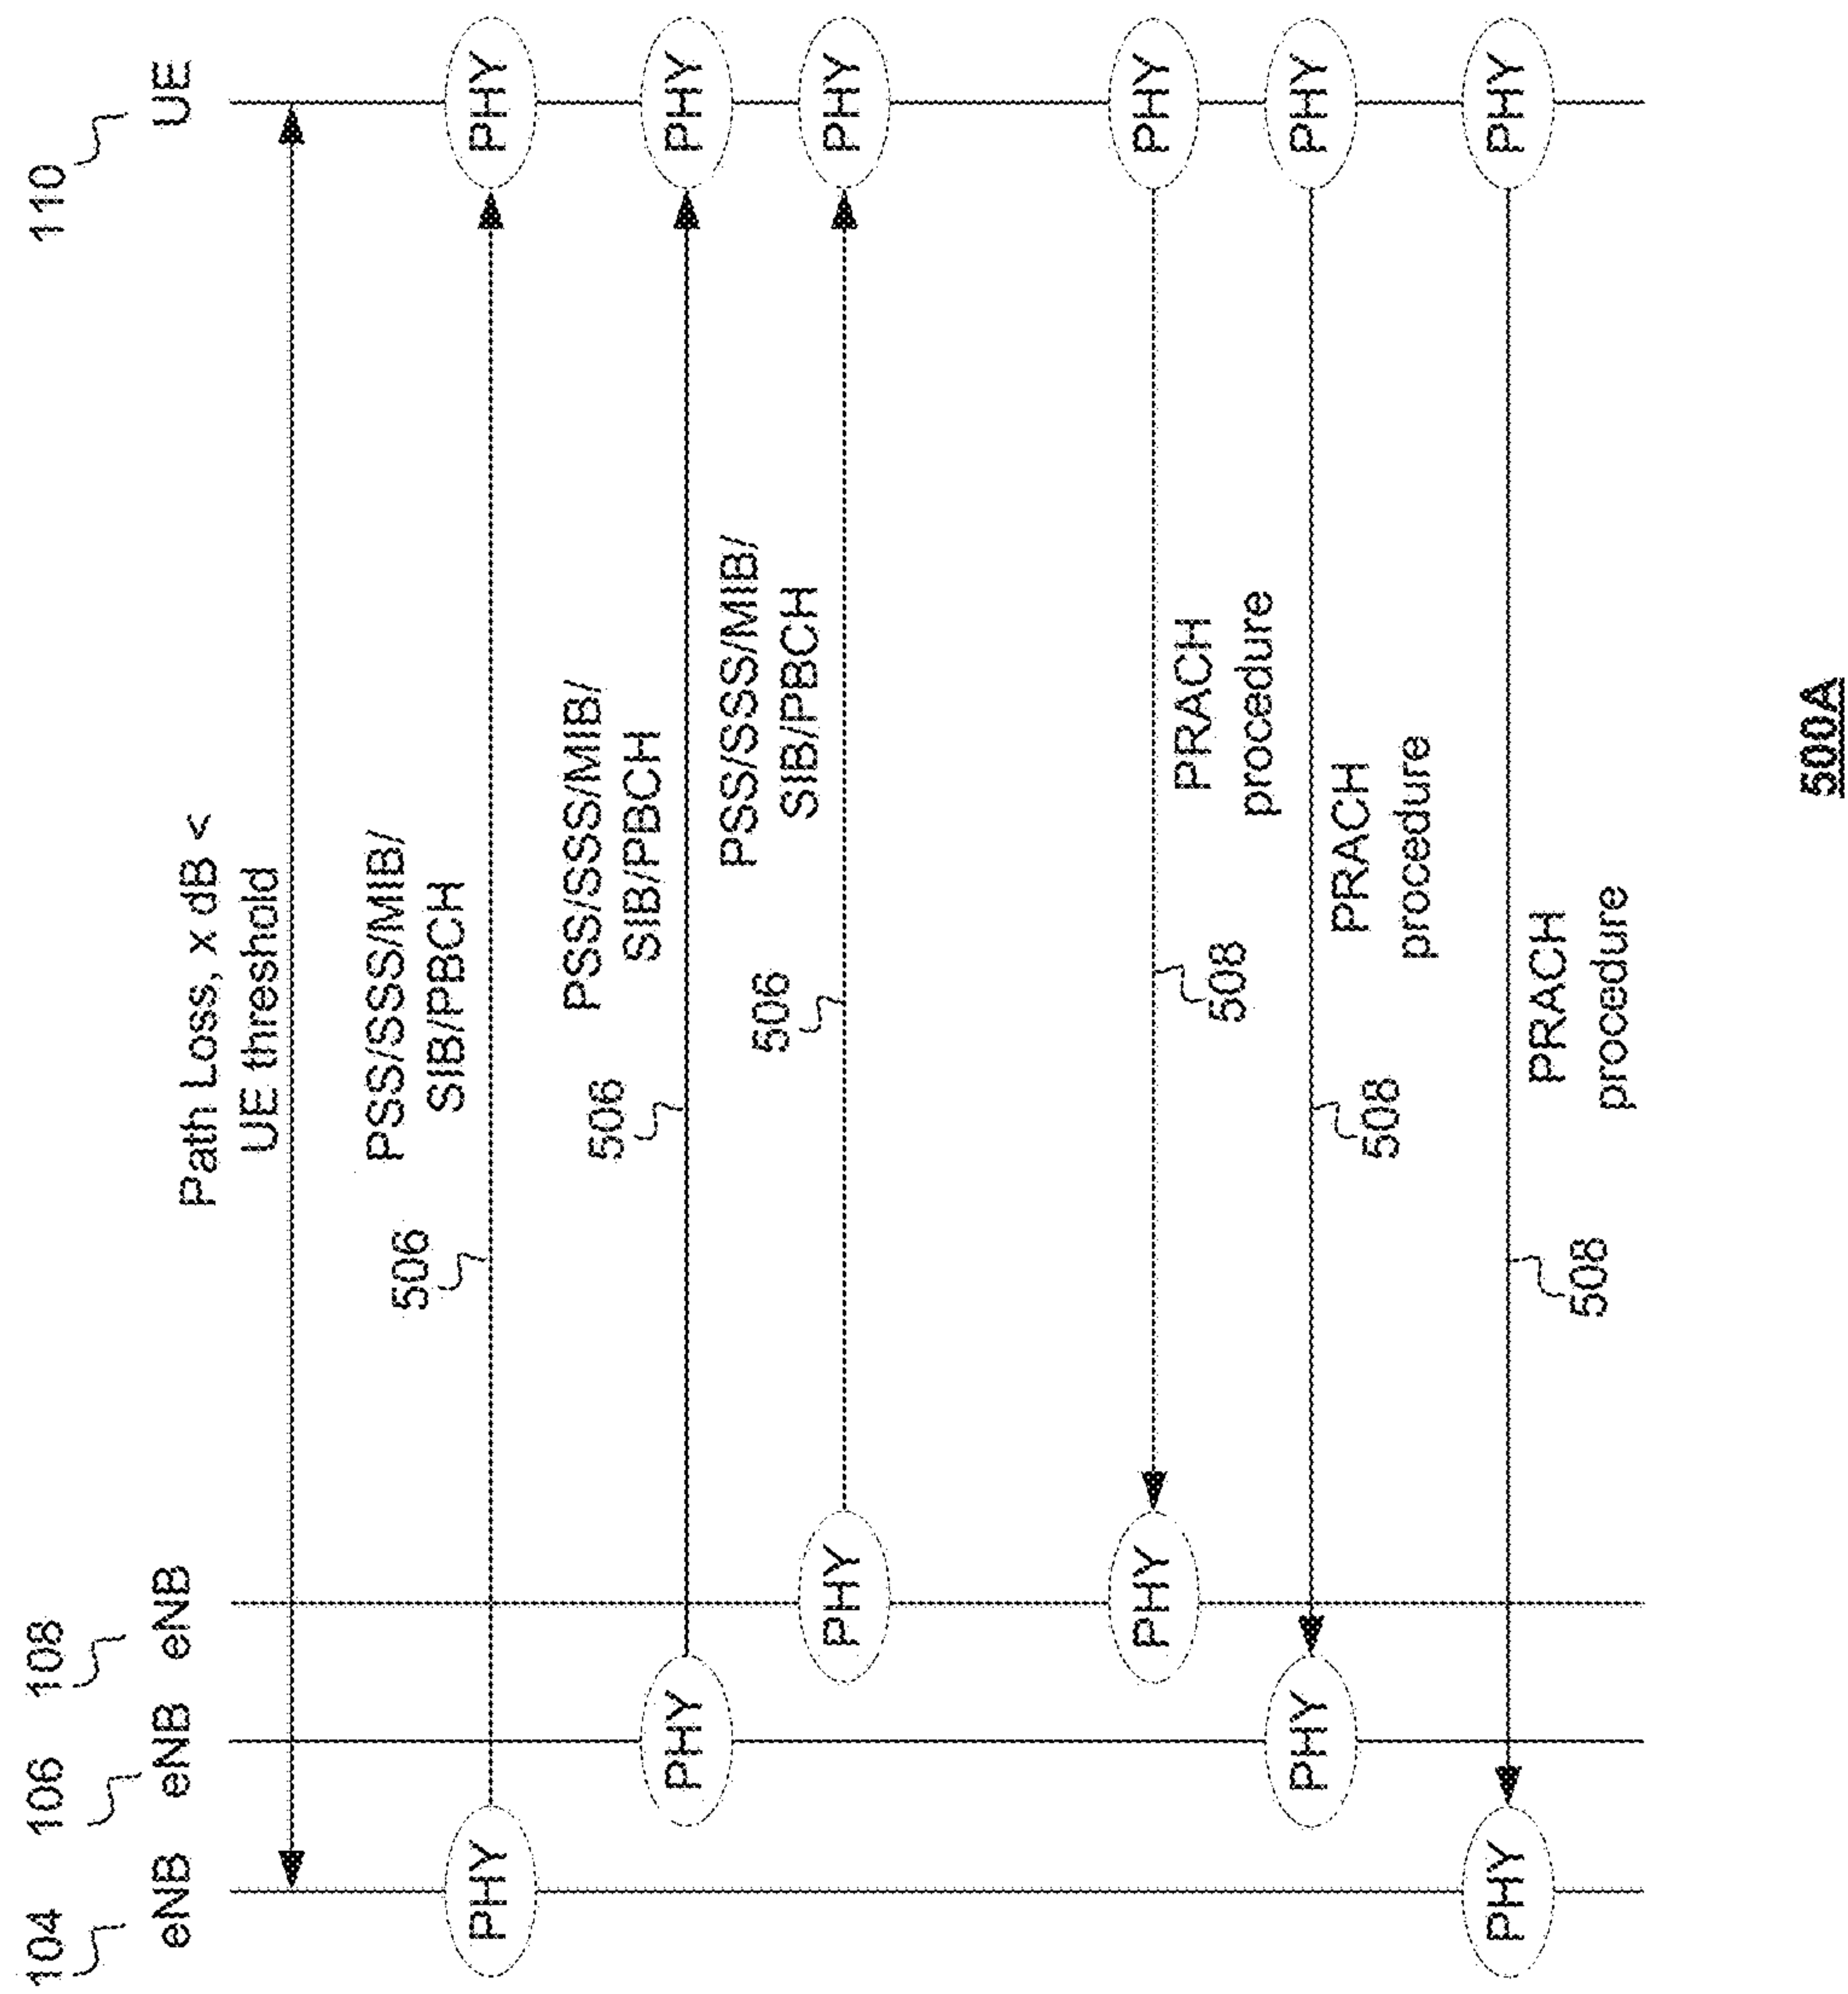 104
106
108
110
eNB
eNB
eNB
UE
Path Loss, x dB <
UE threshold
PSS/SSS/MIB/
SIB/PBCH
506
PHY
PHY
PSS/SSS/MIB/
SIB/PBCH
506
PHY
PHY
PSS/SSS/MIB/
SIB/PBCH
506
PHY
PHY
PHY
PHY
508
PRACH
procedure
PHY
PHY
508
PRACH
procedure
PHY
PHY
508
PRACH
procedure
500A